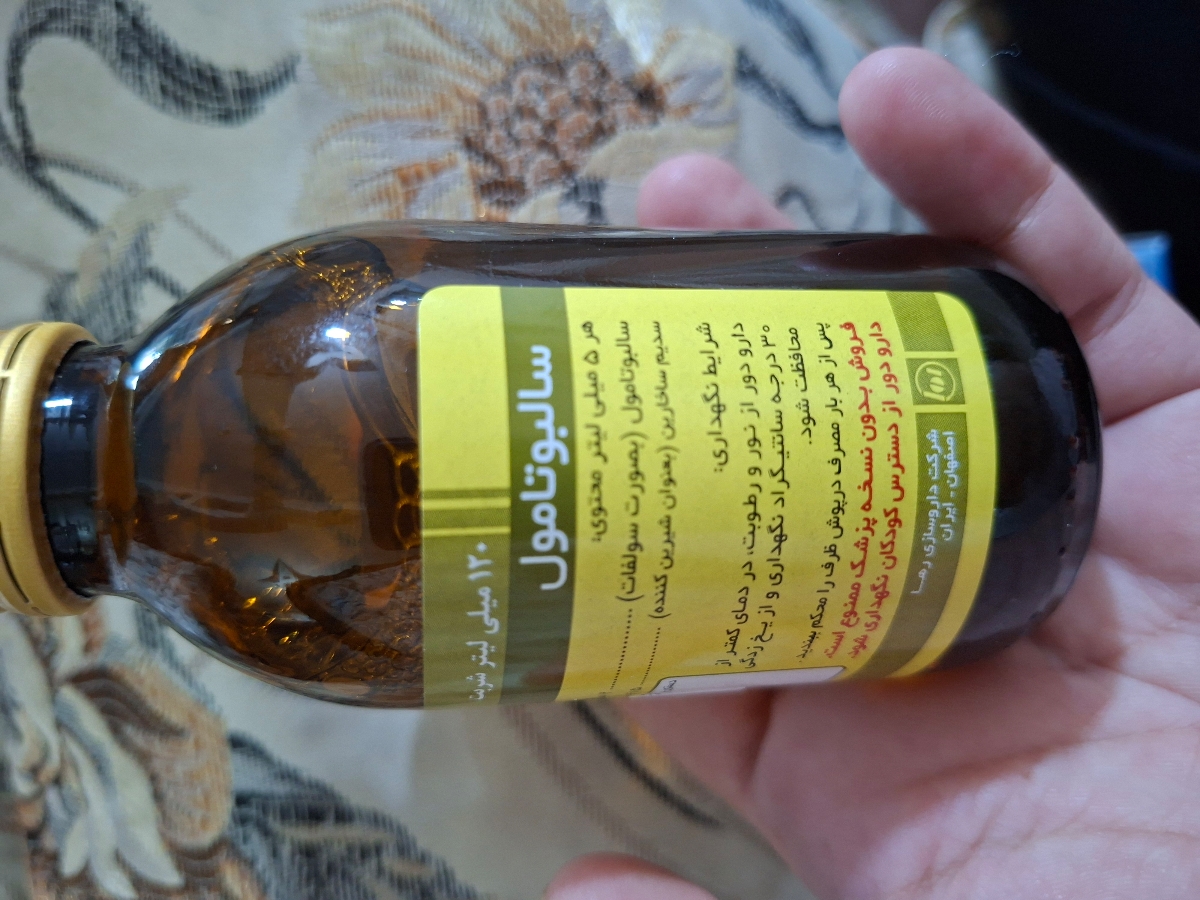 ۱۲۰ میلی لیتر شربت
سالبوتامول
هر ۵ میلی لیتر محتوی:
سالبوتامول (بصورت سولفات) ..............
سدیم ساخارین (بعنوان شیرین کننده) ..........
شرایط نگهداری:
دارو دور از نور و رطوبت، در دمای کمتر از
۳۰ درجه سانتیگراد نگهداری و از یخ زدگی
محافظت شود.
پس از هر بار مصرف درپوش ظرف را محکم ببندید.
فروش بدون نسخه پزشک ممنوع است.
دارو دور از دسترس کودکان نگهداری شود.
شرکت داروسازی رها
اصفهان - ایران